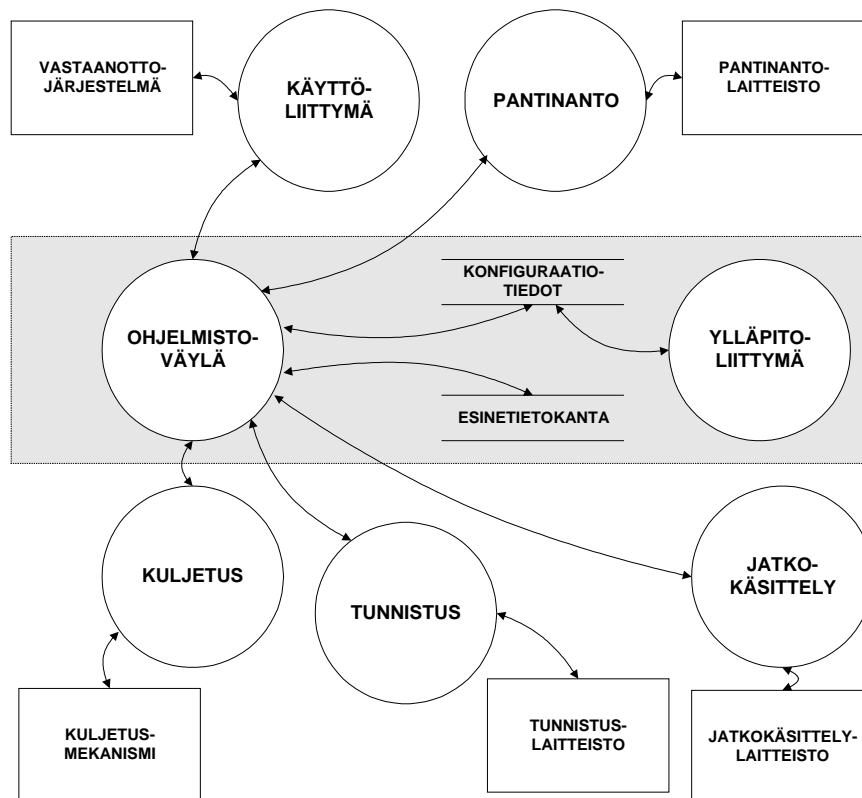 VASTAANOTTO-
JÄRJESTELMÄ
KÄYTTÖ-
LIITTYMÄ
PANTINANTO
PANTINANTO-
LAITTEISTO
KONFIGURAATIO-
TIEDOT
OHJELMISTO-
VÄYLÄ
YLLÄPITO-
LIITTYMÄ
ESINETIETOKANTA
KULJETUS
TUNNISTUS
JATKO-
KÄSITTELY
KULJETUS-
MEKANISMI
TUNNISTUS-
LAITTEISTO
JATKOKÄSITTELY-
LAITTEISTO